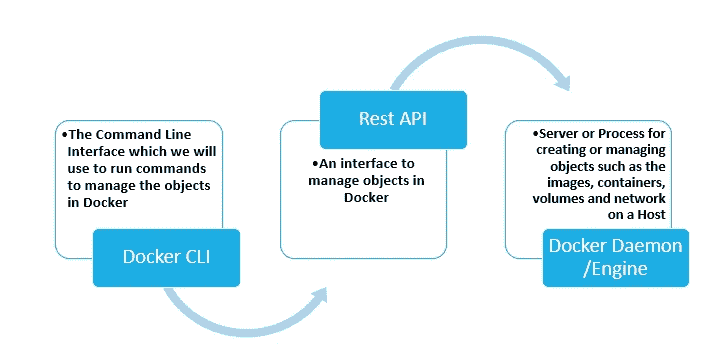 •The Command Line
Interface which we will
use to run commands
to manage the objects
in Docker
Docker CLI
Rest API
•An interface to
manage objects in
Docker
•Server or Process for
creating or managing
objects such as the
images, containers,
volumes and network
on a Host
Docker Daemon
/Engine